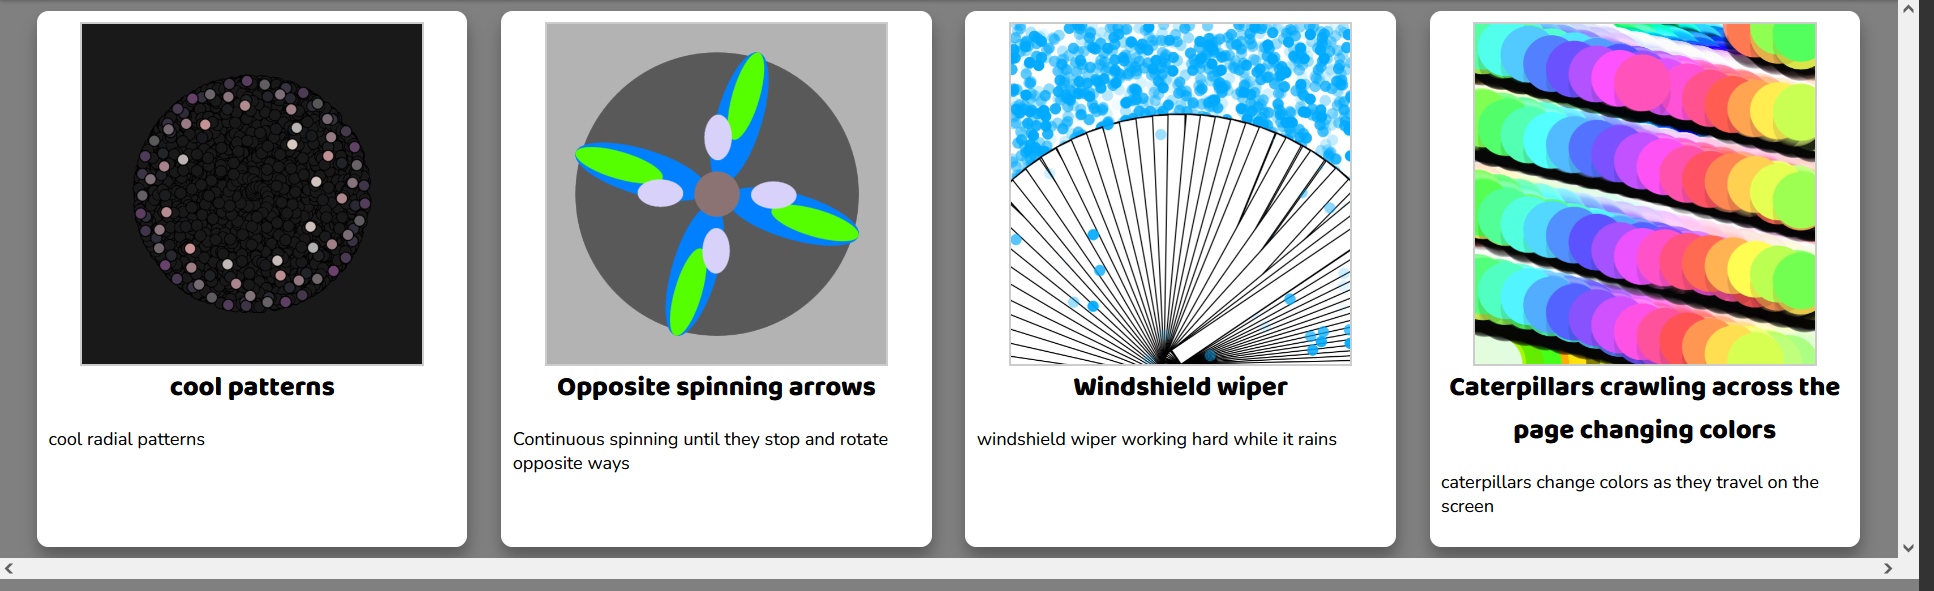 cool patterns
cool radial patterns
Opposite spinning arrows
Continuous spinning until they stop and rotate
opposite ways
Windshield wiper
windshield wiper working hard while it rains
Caterpillars crawling across the
page changing colors
caterpillars change colors as they travel on the
screen